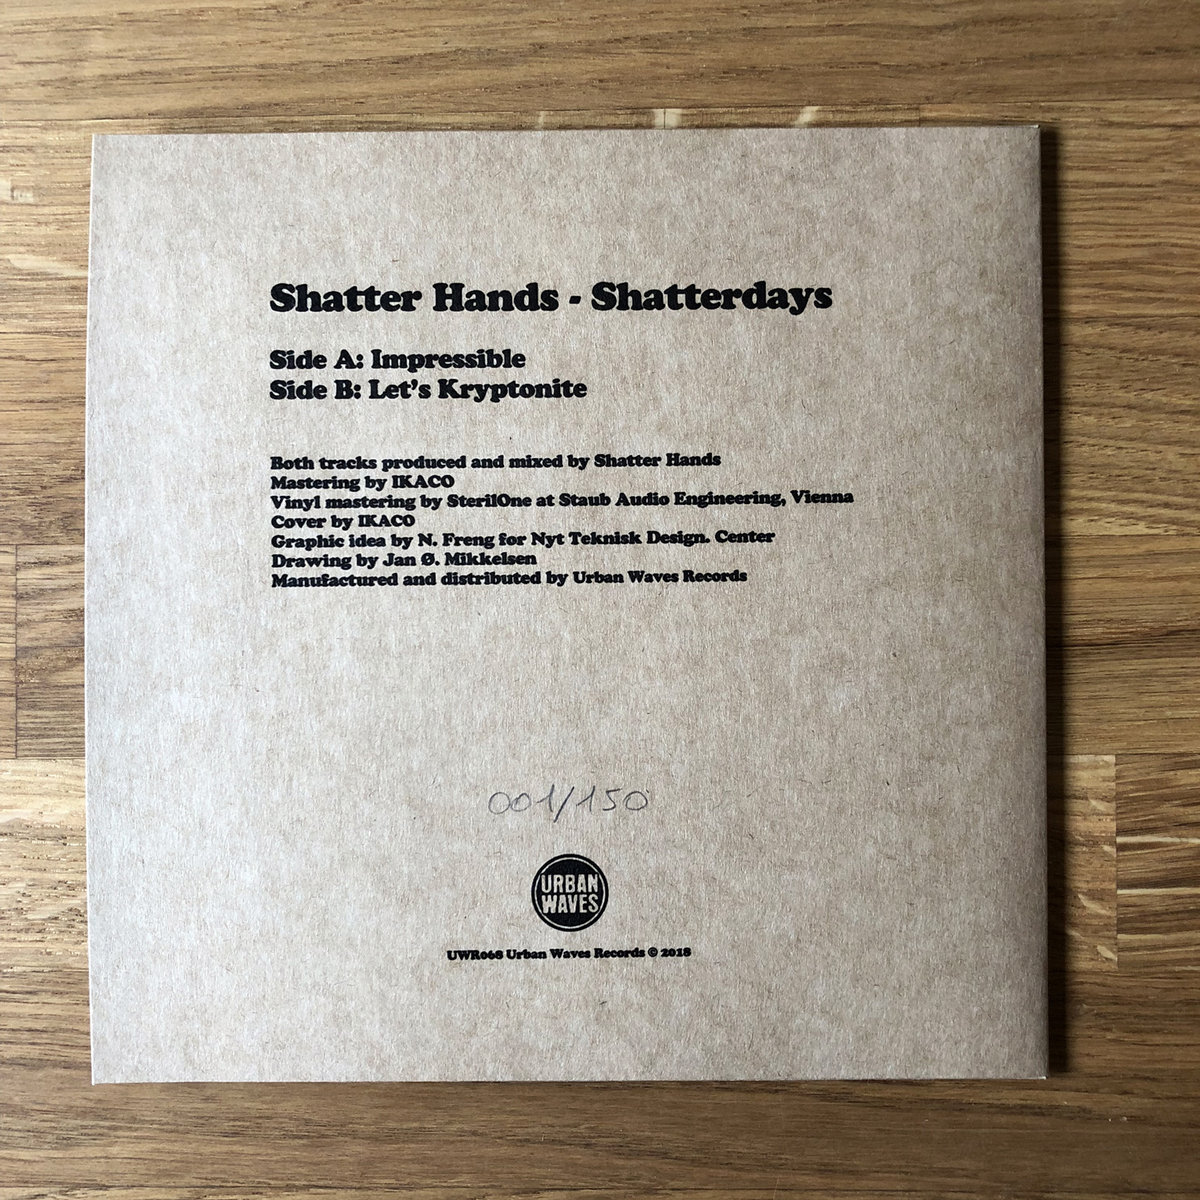 Shatter Hands - Shatterdays
Side A: Impressible
Side B: Let's Kryptonite
Both tracks produced and mixed by Shatter Hands
Mastering by IKACO
Vinyl mastering by SterilOne at Staub Audio Engineering, Vienna
Cover by IKACO
Graphic idea by N. Freng for Nyt Teknisk Design. Center
Drawing by Jan Ø. Mikkelsen
Manufactured and distributed by Urban Waves Records
001/150
URBAN
WAVES
UWR068 Urban Waves Records © 2018